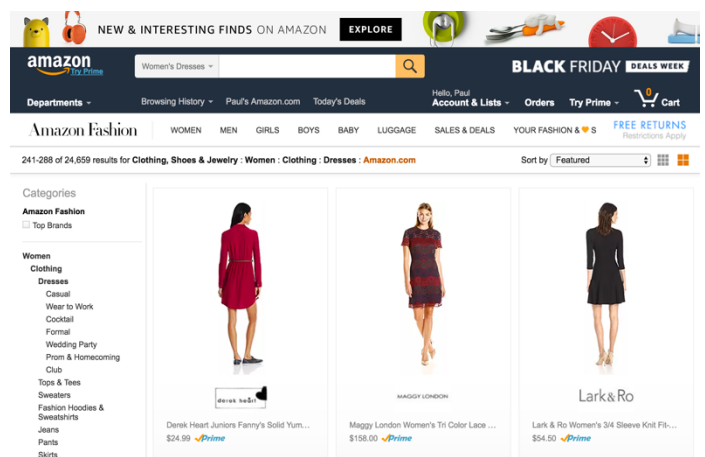 NEW & INTERESTING FINDS ON AMAZON EXPLORE
amazon
Try Prime
Women's Dresses
BLACK FRIDAY DEALS WEEK
Departments
Browsing History Paul's Amazon.com Today's Deals
Hello, Paul
Account & Lists
Orders Try Prime
0
Cart
Amazon Fashion
WOMEN MEN GIRLS BOYS BABY LUGGAGE SALES & DEALS YOUR FASHION & 🧡 S
FREE RETURNS
Restrictions Apply
241-288 of 24,659 results for Clothing, Shoes & Jewelry : Women : Clothing : Dresses : Amazon.com
Sort by Featured
Categories
Amazon Fashion
Top Brands
Women
Clothing
Dresses
Casual
Wear to Work
Cocktail
Formal
Wedding Party
Prom & Homecoming
Club
Tops & Tees
Sweaters
Fashion Hoodies &
Sweatshirts
Jeans
Pants
Skirts
derek heart
Derek Heart Juniors Fanny's Solid Yum...
$24.99 Prime
MAGGY LONDON
Maggy London Women's Tri Color Lace ...
$158.00 Prime
Lark & Ro
Lark & Ro Women's 3/4 Sleeve Knit Fit-...
$54.50 Prime